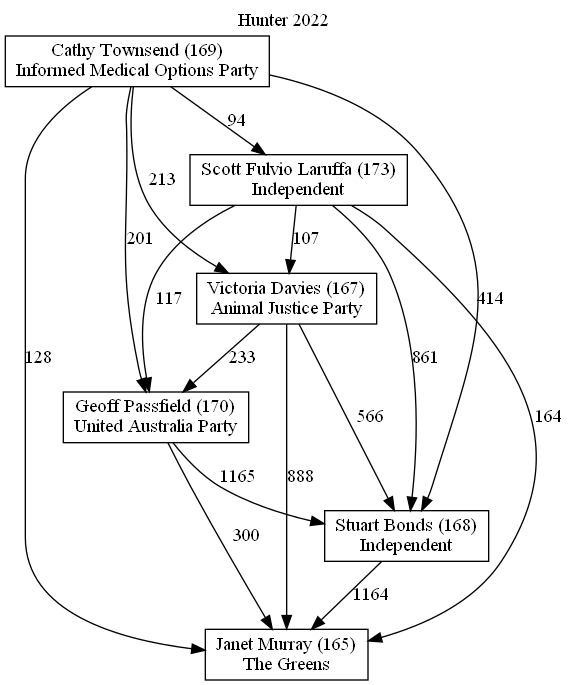 Hunter 2022
Cathy Townsend (169)
Informed Medical Options Party
94
Scott Fulvio Laruffa (173)
Independent
213
201
117
107
414
Victoria Davies (167)
Animal Justice Party
128
233
861
Geoff Passfield (170)
United Australia Party
566
164
1165
888
300
Stuart Bonds (168)
Independent
1164
Janet Murray (165)
The Greens